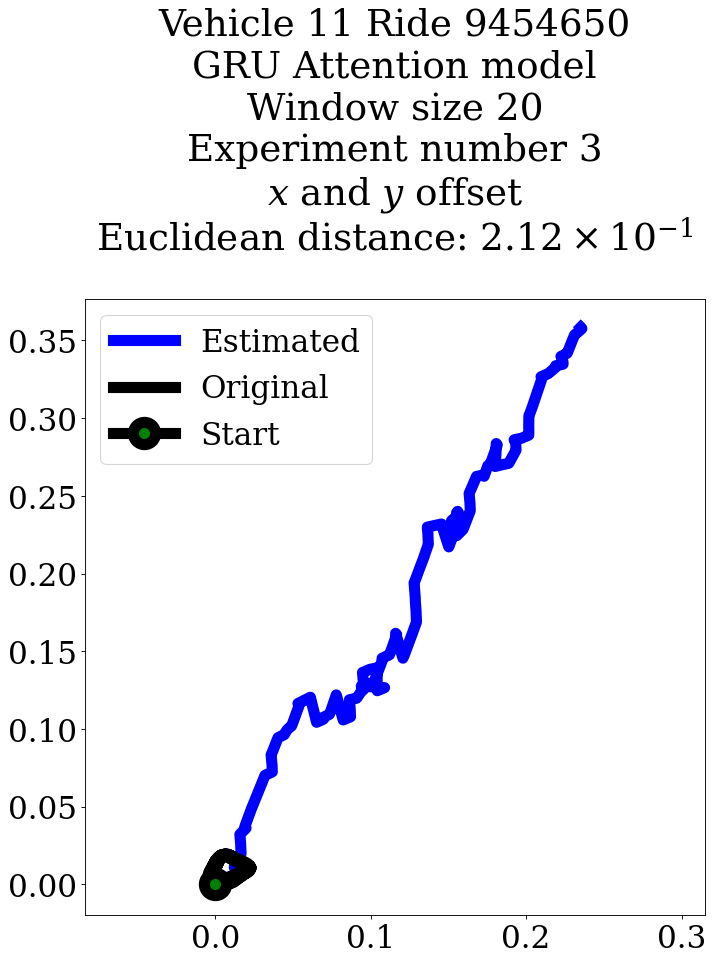 Vehicle 11 Ride 9454650
GRU Attention model
Window size 20
Experiment number 3
x and y offset
Euclidean distance: 2.12 × 10⁻¹
Estimated
Original
Start
0.35
0.30
0.25
0.20
0.15
0.10
0.05
0.00
0.0 0.1 0.2 0.3